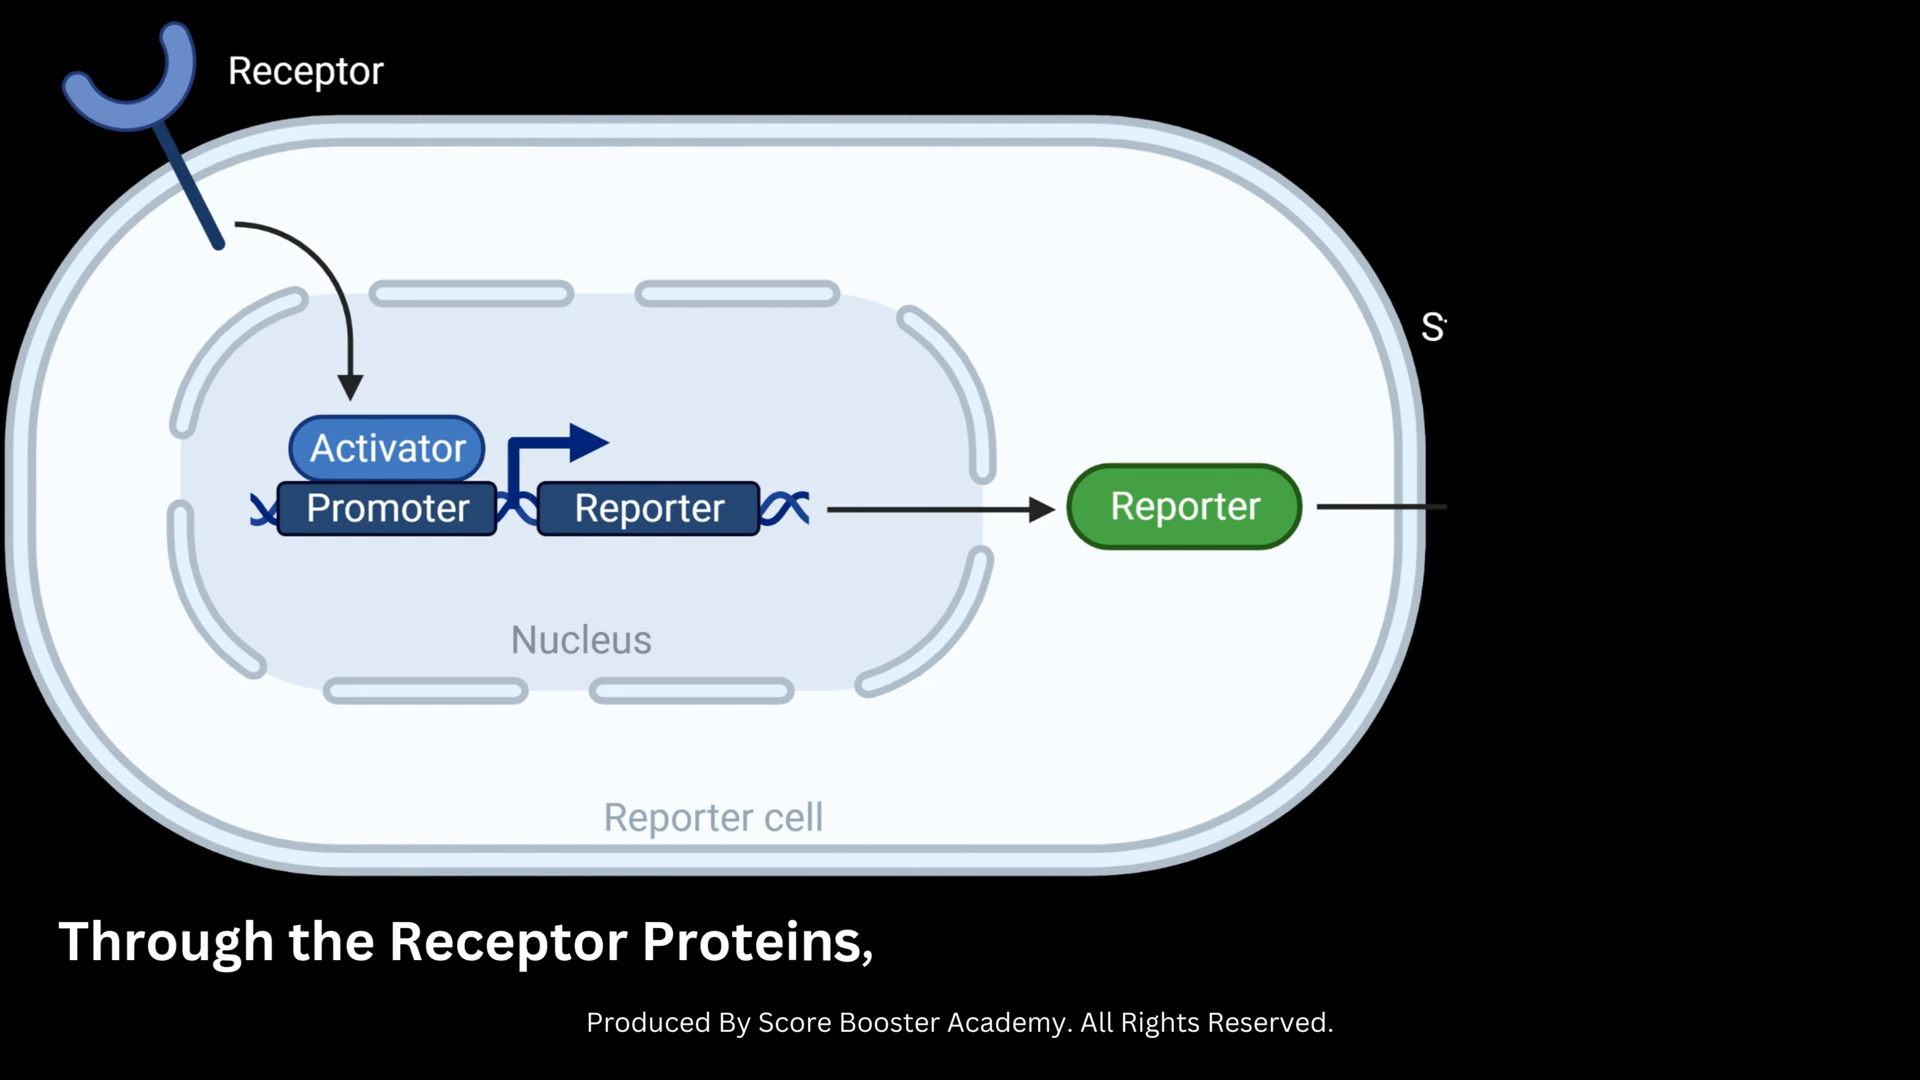 Receptor
S
Activator
Promoter
Reporter
Reporter
Nucleus
Reporter cell
Through the Receptor Proteins,
Produced By Score Booster Academy. All Rights Reserved.